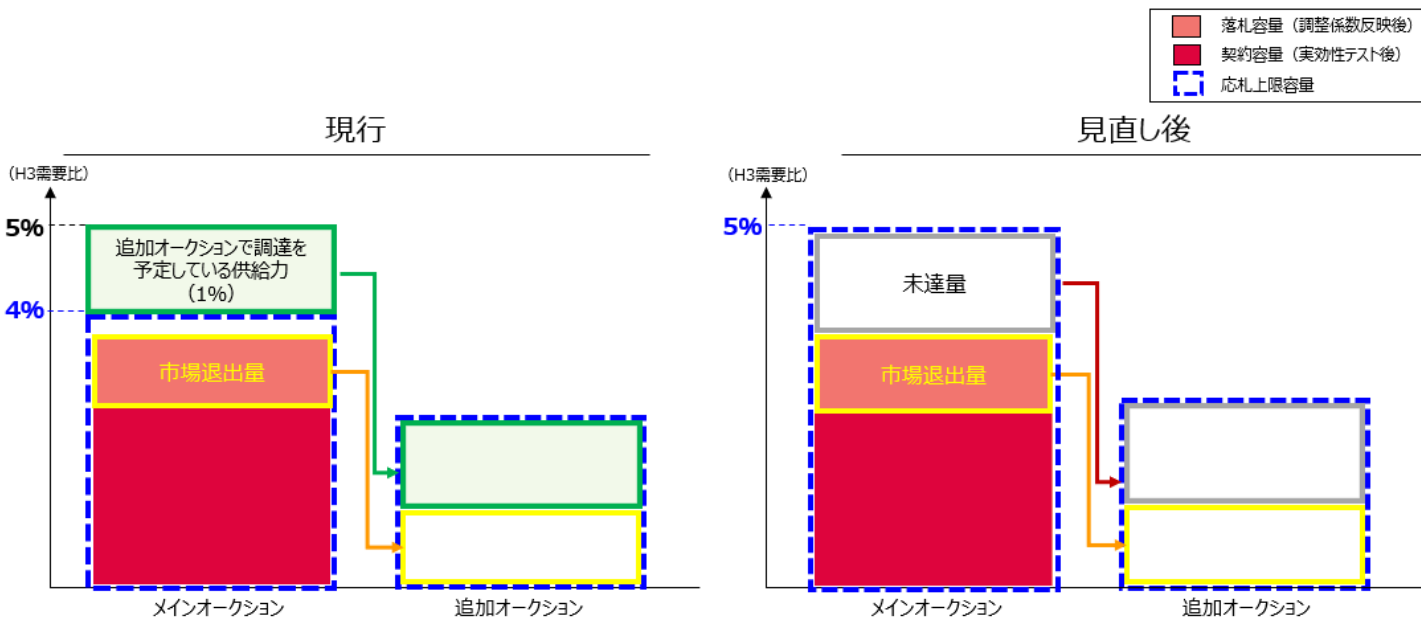 落札容量（調整係数反映後）
契約容量（実効性テスト後）
応札上限容量
現行
（H3需要比）
5%
追加オークションで調達を
予定している供給力
（1%）
4%
市場退出量
メインオークション
追加オークション
見直し後
（H3需要比）
5%
未達量
市場退出量
メインオークション
追加オークション